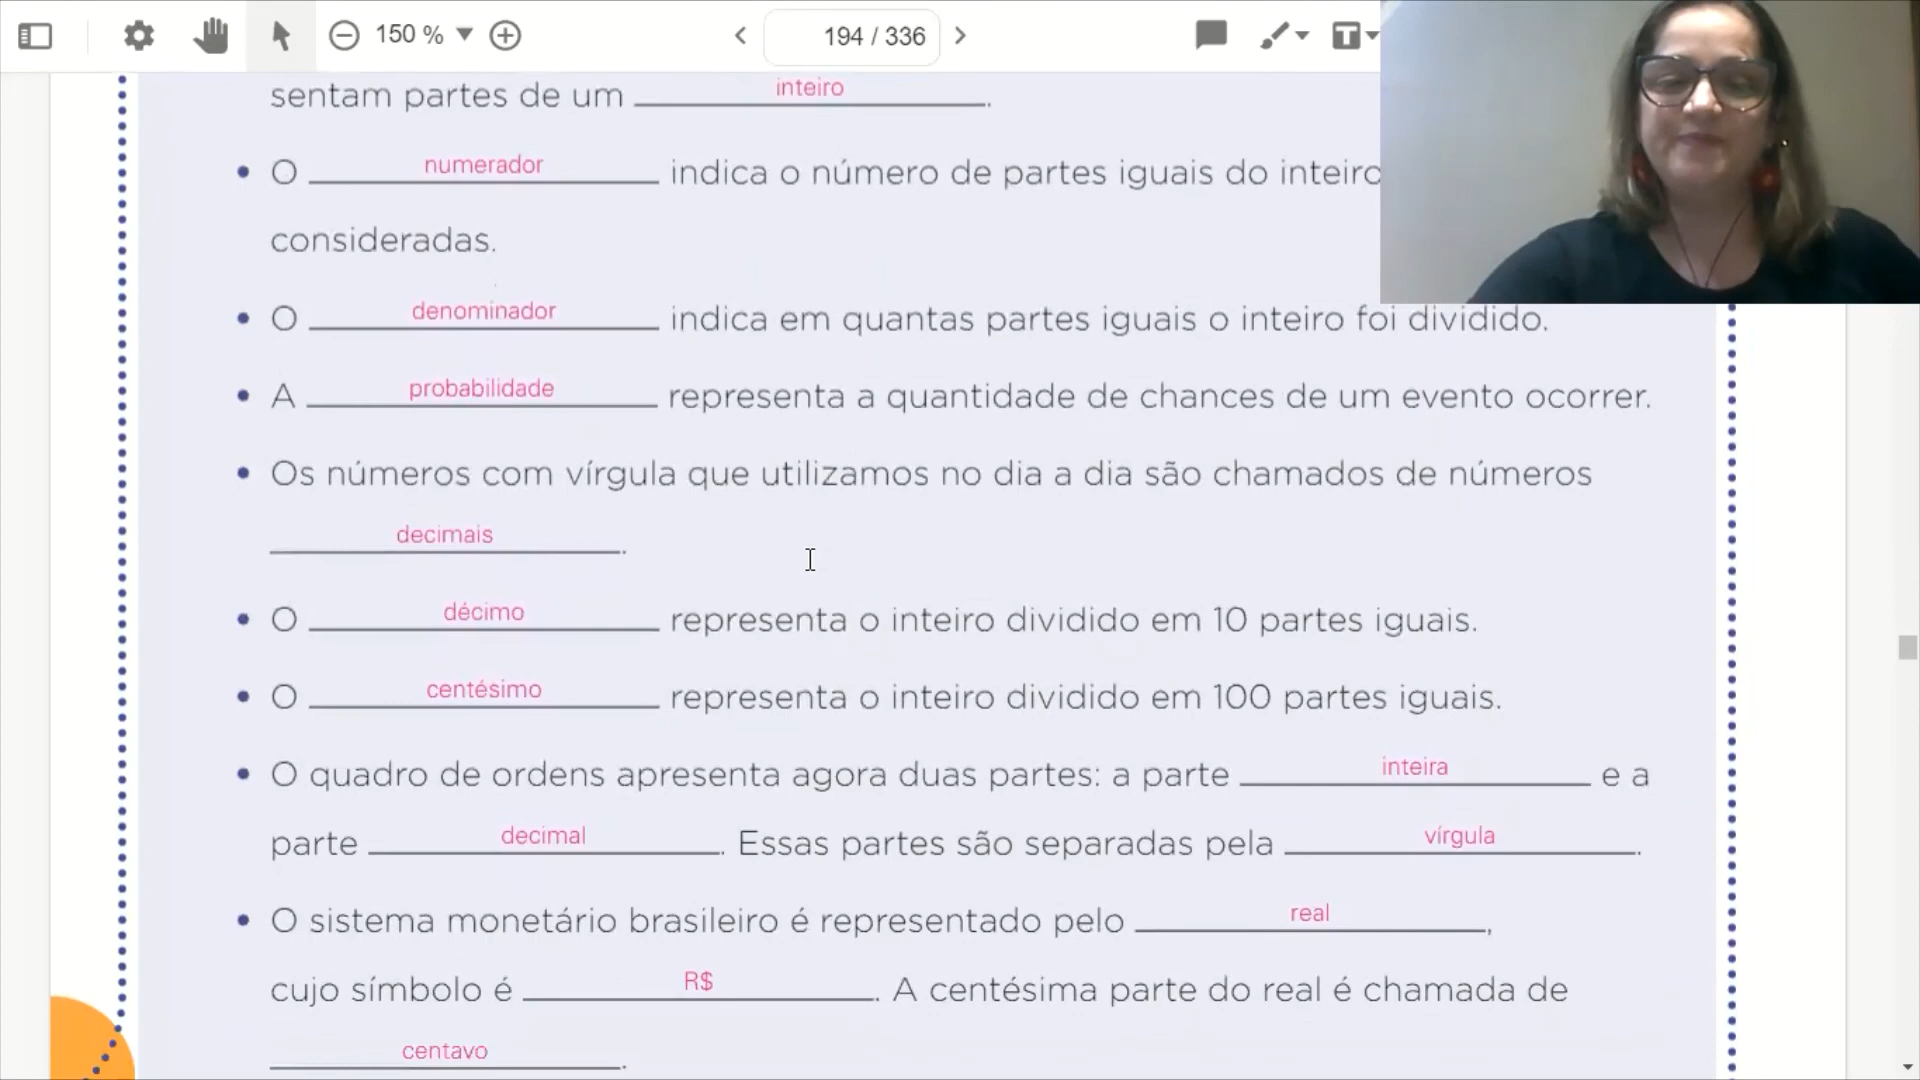 150 %
194 / 336
sentam partes de um inteiro.
• O numerador indica o número de partes iguais do inteiro
consideradas.
• O denominador indica em quantas partes iguais o inteiro foi dividido.
• A probabilidade representa a quantidade de chances de um evento ocorrer.
• Os números com vírgula que utilizamos no dia a dia são chamados de números
decimais.
• O décimo representa o inteiro dividido em 10 partes iguais.
• O centésimo representa o inteiro dividido em 100 partes iguais.
• O quadro de ordens apresenta agora duas partes: a parte inteira e a
parte decimal. Essas partes são separadas pela vírgula.
• O sistema monetário brasileiro é representado pelo real,
cujo símbolo é R$. A centésima parte do real é chamada de
centavo.